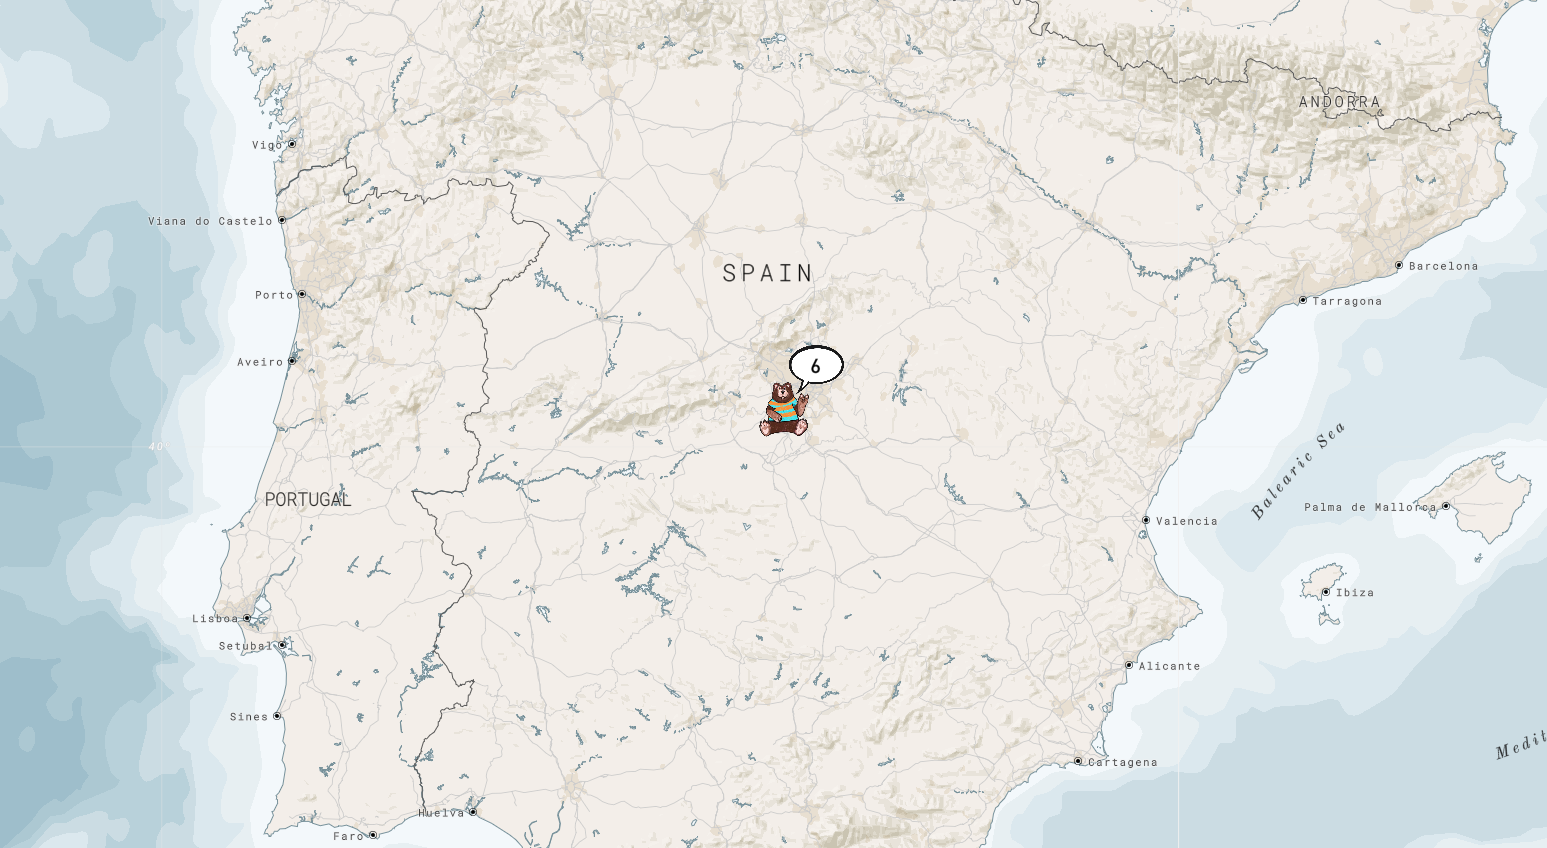 ANDORRA
Vigo
Viana do Castelo
SPAIN
Barcelona
Porto
Tarragona
Aveiro
6
40°
Balearic Sea
PORTUGAL
Palma de Mallorca
Valencia
Ibiza
Lisboa
Setubal
Alicante
Sines
Medit
Cartagena
Huelva
Faro